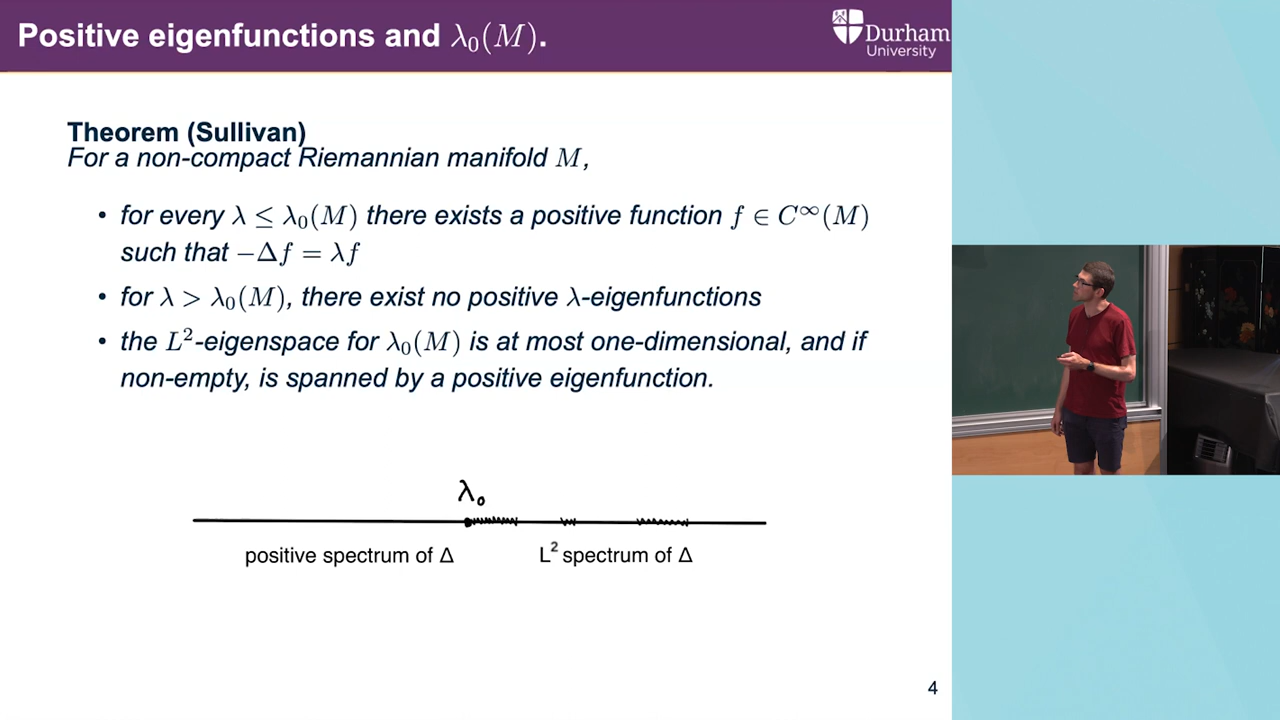 Positive eigenfunctions and λ₀(M).
Durham
University
Theorem (Sullivan)
For a non-compact Riemannian manifold M,
• for every λ ≤ λ₀(M) there exists a positive function f ∈ C^∞(M)
such that −Δf = λf
• for λ > λ₀(M), there exist no positive λ-eigenfunctions
• the L²-eigenspace for λ₀(M) is at most one-dimensional, and if
non-empty, is spanned by a positive eigenfunction.
λ₀
positive spectrum of Δ
L² spectrum of Δ
4